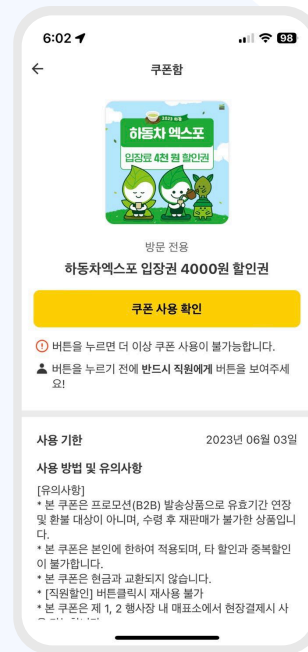 6:02
98
쿠폰함
2023 하동
하동차 엑스포
입장료 4천 원 할인권
방문 전용
하동차엑스포 입장권 4000원 할인권
쿠폰 사용 확인
버튼을 누르면 더 이상 쿠폰 사용이 불가능합니다.
버튼을 누르기 전에 반드시 직원에게 버튼을 보여주세
요!
사용 기한 2023년 06월 03일
사용 방법 및 유의사항
[유의사항]
* 본 쿠폰은 프로모션(B2B) 발송상품으로 유효기간 연장
및 환불 대상이 아니며, 수령 후 재판매가 불가한 상품입니
다.
* 본 쿠폰은 본인에 한하여 적용되며, 타 할인과 중복할인
이 불가합니다.
* 본 쿠폰은 현금과 교환되지 않습니다.
* [직원할인] 버튼클릭시 재사용 불가
* 본 쿠폰은 제 1, 2 행사장 내 매표소에서 현장결제시 사